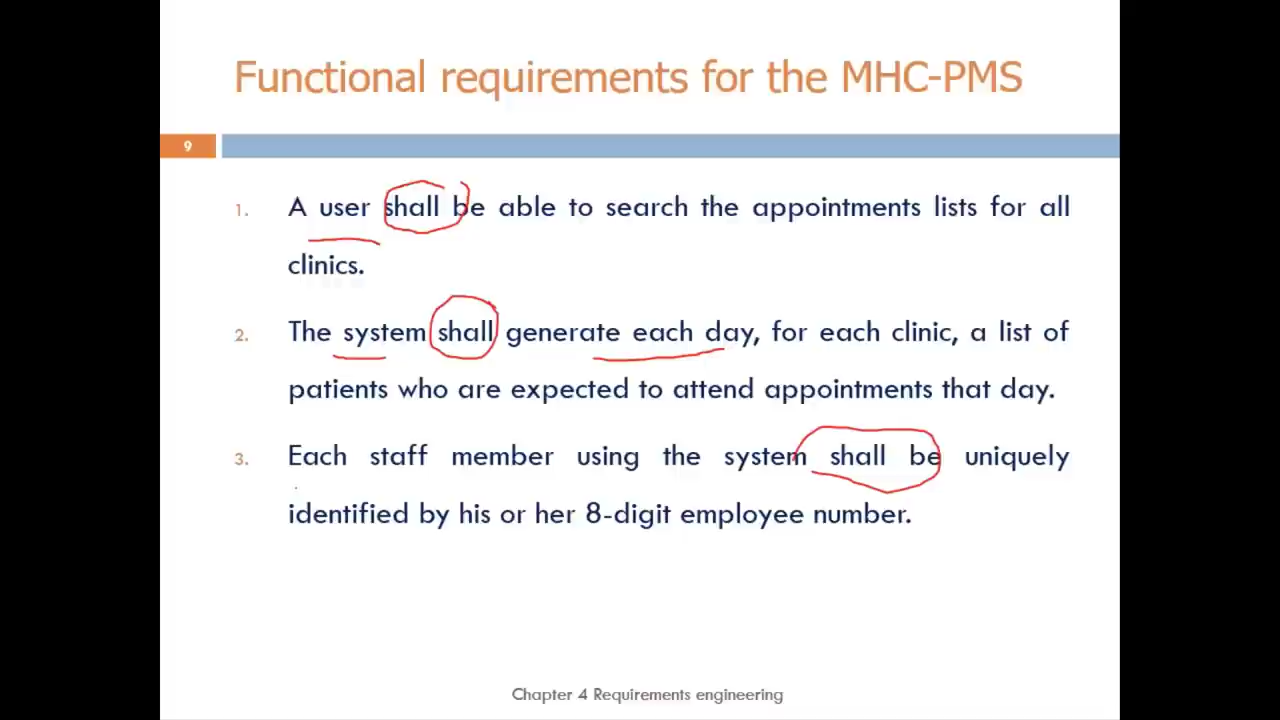 Functional requirements for the MHC-PMS
9
1. A user shall be able to search the appointments lists for all
clinics.
2. The system shall generate each day, for each clinic, a list of
patients who are expected to attend appointments that day.
3. Each staff member using the system shall be uniquely
identified by his or her 8-digit employee number.
Chapter 4 Requirements engineering